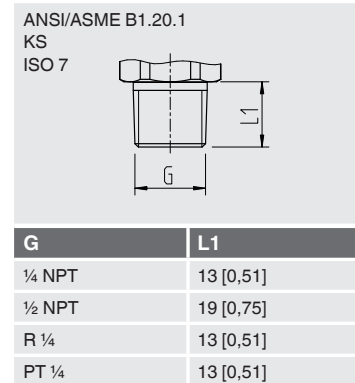 ANSI/ASME B1.20.1
KS
ISO 7
L1
G
G L1
¼ NPT 13 [0,51]
½ NPT 19 [0,75]
R ¼ 13 [0,51]
PT ¼ 13 [0,51]